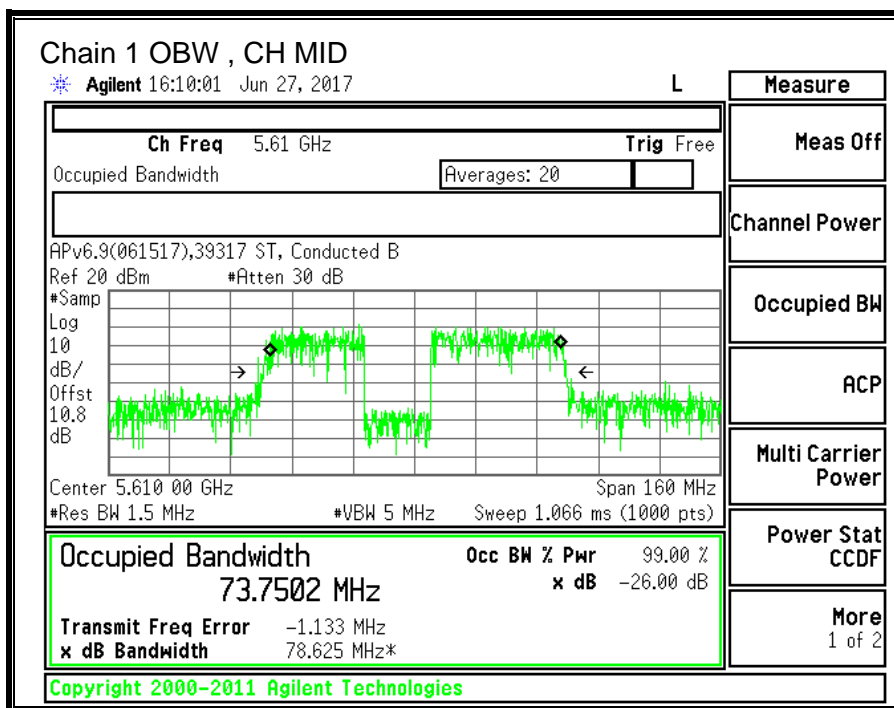 Chain 1 OBW , CH MID
Agilent 16:10:01 Jun 27, 2017 L
Measure
Ch Freq 5.61 GHz Trig Free
Occupied Bandwidth Averages: 20
APv6.9(061517),39317 ST, Conducted B
Ref 20 dBm #Atten 30 dB
#Samp
Log
10
dB/
Offst
10.8
dB
Center 5.610 00 GHz Span 160 MHz
#Res BW 1.5 MHz #VBW 5 MHz Sweep 1.066 ms (1000 pts)
Occupied Bandwidth Occ BW % Pwr 99.00 %
73.7502 MHz x dB -26.00 dB
Transmit Freq Error -1.133 MHz
x dB Bandwidth 78.625 MHz*
Meas Off
Channel Power
Occupied BW
ACP
Multi Carrier
Power
Power Stat
CCDF
More
1 of 2
Copyright 2000-2011 Agilent Technologies